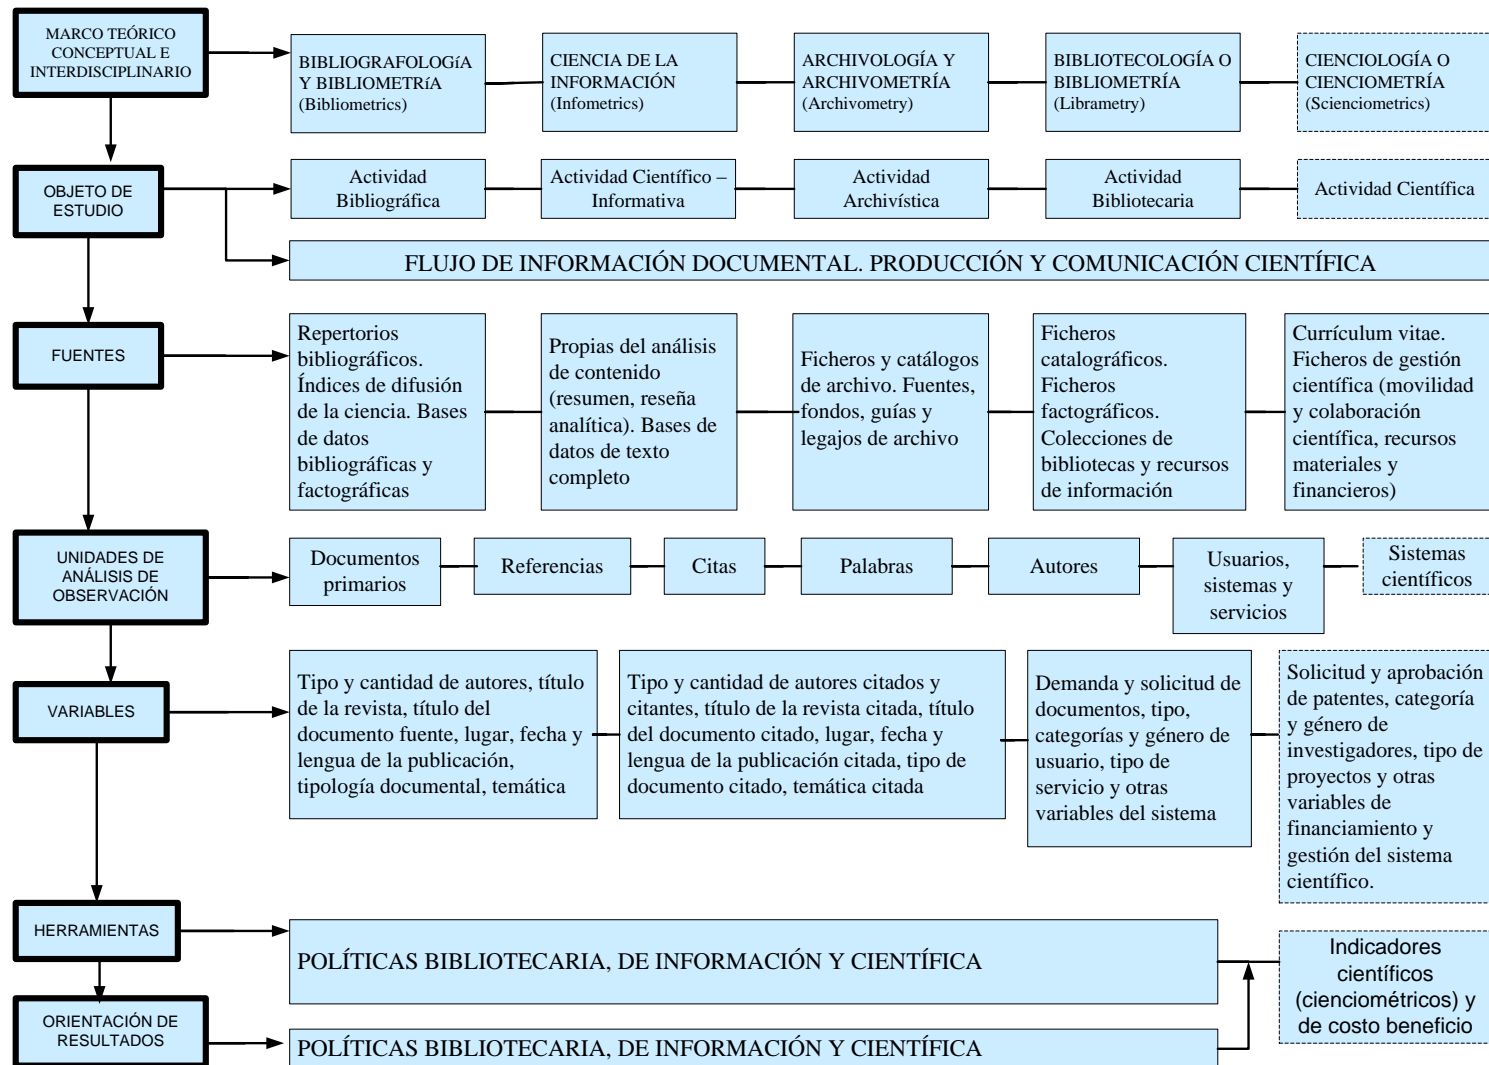 MARCO TEÓRICO
CONCEPTUAL E
INTERDISCIPLINARIO
BIBLIOGRAFOLOGíA
Y BIBLIOMETRíA
(Bibliometrics)
CIENCIA DE LA
INFORMACIÓN
(Infometrics)
ARCHIVOLOGÍA Y
ARCHIVOMETRÍA
(Archivometry)
BIBLIOTECOLOGÍA O
BIBLIOMETRÍA
(Librametry)
CIENCIOLOGÍA O
CIENCIOMETRÍA
(Scienciometrics)
OBJETO DE
ESTUDIO
Actividad
Bibliográfica
Actividad Científico –
Informativa
Actividad
Archivística
Actividad
Bibliotecaria
Actividad Científica
FLUJO DE INFORMACIÓN DOCUMENTAL. PRODUCCIÓN Y COMUNICACIÓN CIENTÍFICA
FUENTES
Repertorios
bibliográficos.
Índices de difusión
de la ciencia. Bases
de datos
bibliográficas y
factográficas
Propias del análisis
de contenido
(resumen, reseña
analítica). Bases de
datos de texto
completo
Ficheros y catálogos
de archivo. Fuentes,
fondos, guías y
legajos de archivo
Ficheros
catalográficos.
Ficheros
factográficos.
Colecciones de
bibliotecas y recursos
de información
Currículum vitae.
Ficheros de gestión
científica (movilidad
y colaboración
científica, recursos
materiales y
financieros)
UNIDADES DE
ANÁLISIS DE
OBSERVACIÓN
Documentos
primarios
Referencias
Citas
Palabras
Autores
Usuarios,
sistemas y
servicios
Sistemas
científicos
VARIABLES
Tipo y cantidad de autores, título
de la revista, título del
documento fuente, lugar, fecha y
lengua de la publicación,
tipología documental, temática
Tipo y cantidad de autores citados y
citantes, título de la revista citada, título
del documento citado, lugar, fecha y
lengua de la publicación citada, tipo de
documento citado, temática citada
Demanda y solicitud de
documentos, tipo,
categorías y género de
usuario, tipo de
servicio y otras
variables del sistema
Solicitud y aprobación
de patentes, categoría
y género de
investigadores, tipo de
proyectos y otras
variables de
financiamiento y
gestión del sistema
científico.
HERRAMIENTAS
POLÍTICAS BIBLIOTECARIA, DE INFORMACIÓN Y CIENTÍFICA
Indicadores
científicos
(cienciométricos) y
de costo beneficio
ORIENTACIÓN DE
RESULTADOS
POLÍTICAS BIBLIOTECARIA, DE INFORMACIÓN Y CIENTÍFICA